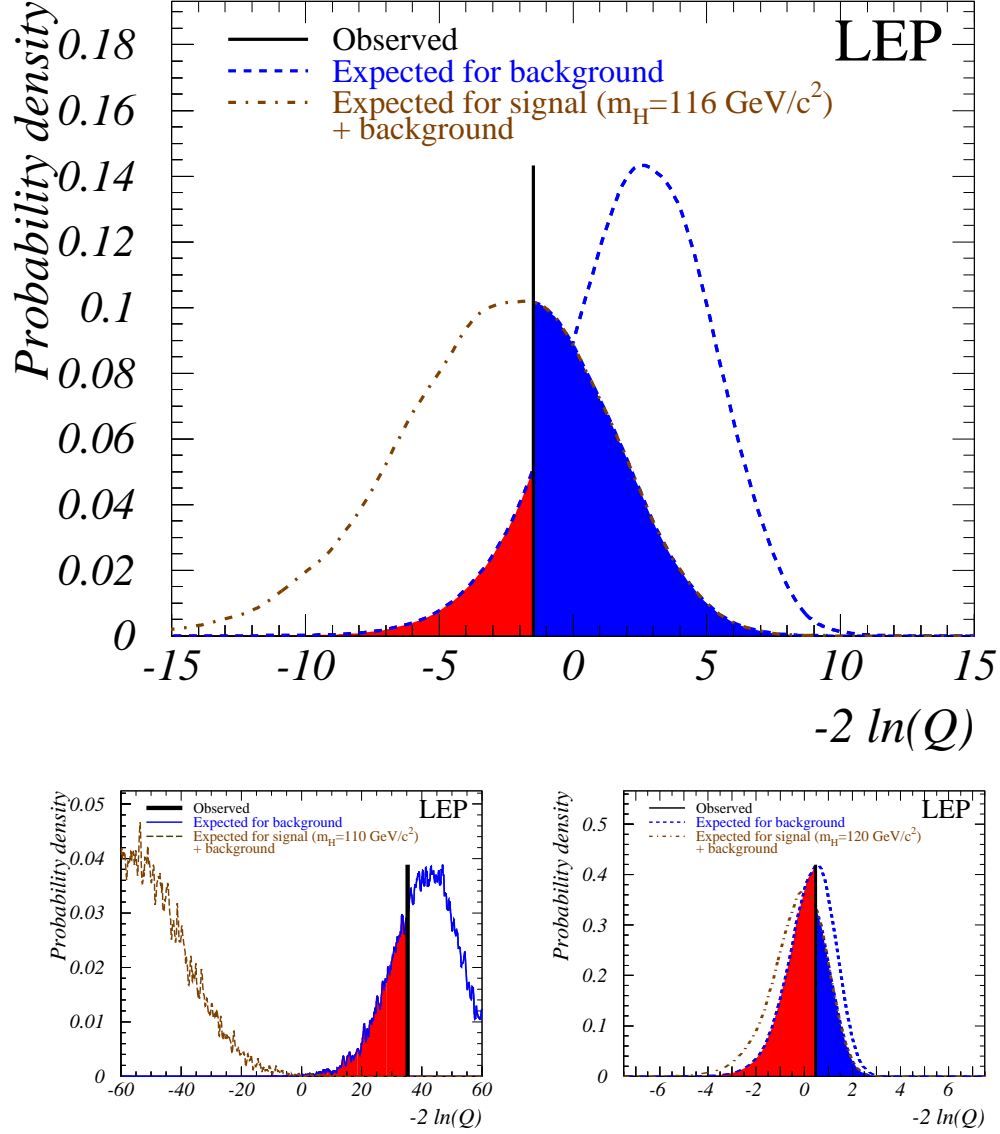 LEP
Observed
Expected for background
Expected for signal (m_H=116 GeV/c²)
+ background
Probability density
0.18
0.16
0.14
0.12
0.1
0.08
0.06
0.04
0.02
0
-15 -10 -5 0 5 10 15
-2 ln(Q)
LEP
Observed
Expected for background
Expected for signal (m_H=110 GeV/c²)
+ background
Probability density
0.05
0.04
0.03
0.02
0.01
0
-60 -40 -20 0 20 40 60
-2 ln(Q)
LEP
Observed
Expected for background
Expected for signal (m_H=120 GeV/c²)
+ background
Probability density
0.5
0.4
0.3
0.2
0.1
0
-6 -4 -2 0 2 4 6
-2 ln(Q)